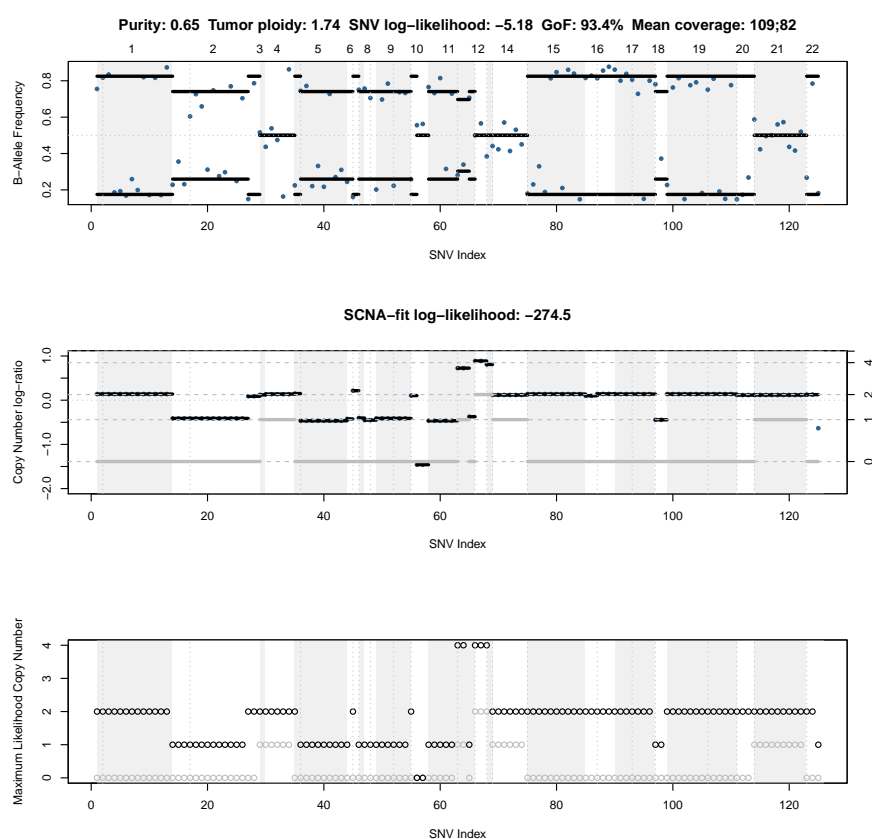 Purity: 0.65 Tumor ploidy: 1.74 SNV log−likelihood: −5.18 GoF: 93.4% Mean coverage: 109;82
1 2 3 4 5 6 8 9 10 11 12 14 15 16 17 18 19 20 21 22
B−Allele Frequency
0.8
0.6
0.4
0.2
0 20 40 60 80 100 120
SNV Index
SCNA−fit log−likelihood: −274.5
Copy Number log−ratio
1.0
0.0
−1.0
−2.0
4
2
1
0
0 20 40 60 80 100 120
SNV Index
Maximum Likelihood Copy Number
4
3
2
1
0
0 20 40 60 80 100 120
SNV Index